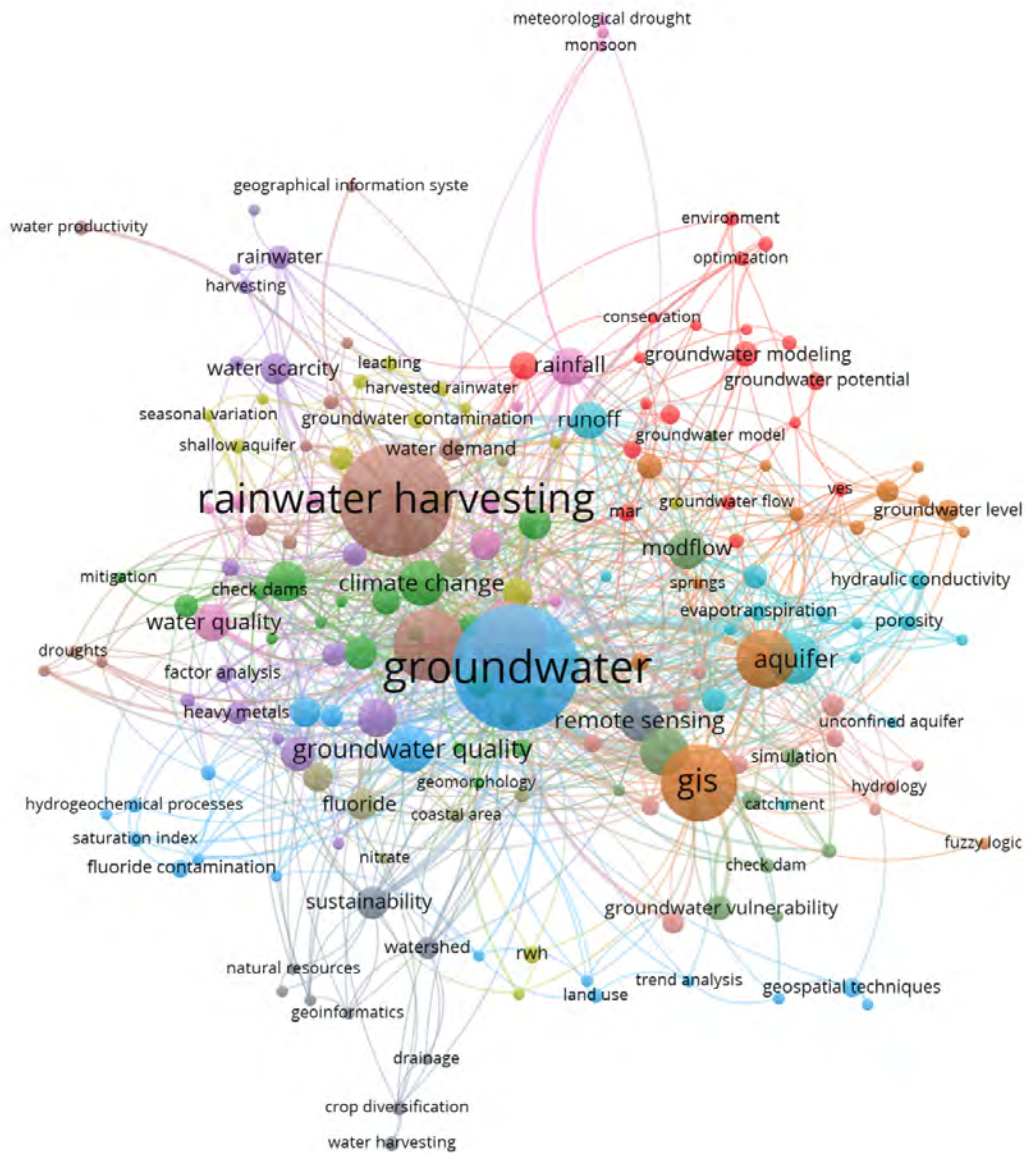 meteorological drought
monsoon
geographical information syste
water productivity
environment
rainwater
optimization
harvesting
conservation
groundwater modeling
rainfall
water scarcity
leaching
groundwater potential
harvested rainwater
seasonal variation
groundwater contamination
runoff
groundwater model
shallow aquifer
water demand
ves
rainwater harvesting
groundwater flow
groundwater level
mar
modflow
mitigation
check dams
climate change
springs
hydraulic conductivity
evapotranspiration
water quality
porosity
droughts
aquifer
groundwater
factor analysis
heavy metals
remote sensing
unconfined aquifer
groundwater quality
simulation
geomorphology
gis
hydrology
hydrogeochemical processes
fluoride
catchment
coastal area
saturation index
fuzzy logic
nitrate
fluoride contamination
check dam
sustainability
groundwater vulnerability
watershed
rwh
natural resources
trend analysis
geospatial techniques
land use
geoinformatics
drainage
crop diversification
water harvesting